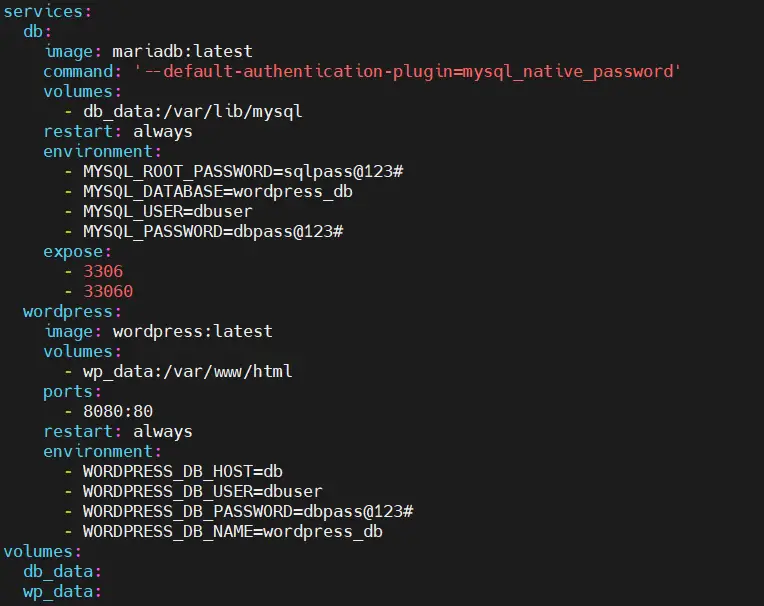 services:
  db:
    image: mariadb:latest
    command: '--default-authentication-plugin=mysql_native_password'
    volumes:
      - db_data:/var/lib/mysql
    restart: always
    environment:
      - MYSQL_ROOT_PASSWORD=sqlpass@123#
      - MYSQL_DATABASE=wordpress_db
      - MYSQL_USER=dbuser
      - MYSQL_PASSWORD=dbpass@123#
    expose:
      - 3306
      - 33060
  wordpress:
    image: wordpress:latest
    volumes:
      - wp_data:/var/www/html
    ports:
      - 8080:80
    restart: always
    environment:
      - WORDPRESS_DB_HOST=db
      - WORDPRESS_DB_USER=dbuser
      - WORDPRESS_DB_PASSWORD=dbpass@123#
      - WORDPRESS_DB_NAME=wordpress_db
volumes:
  db_data:
  wp_data: